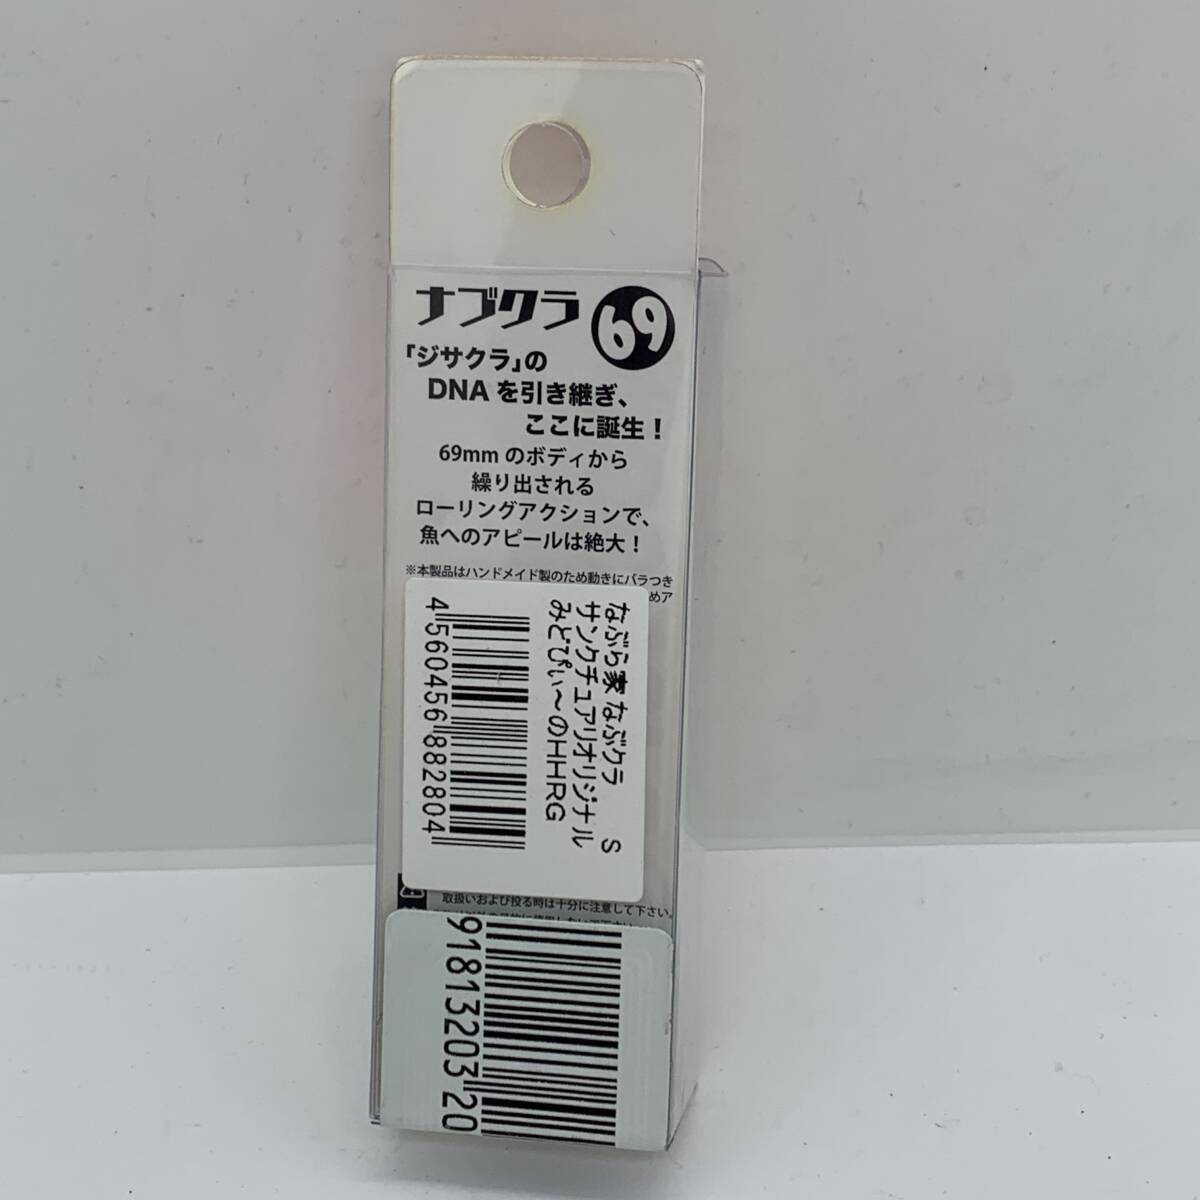 ナブクラ 69
「ジサクラ」の
DNA を引き継ぎ、
ここに誕生！
69mm のボディから
繰り出される
ローリングアクションで、
魚へのアピールは絶大！
※本製品はハンドメイド製のため動きにバラつき
めア
なぶら家 なぶクラ S
サンクチュアリオリジナル
みどぴぃ〜のHHRG
4560456882804
取扱いおよび投る時は十分に注意して下さい。
9181320320